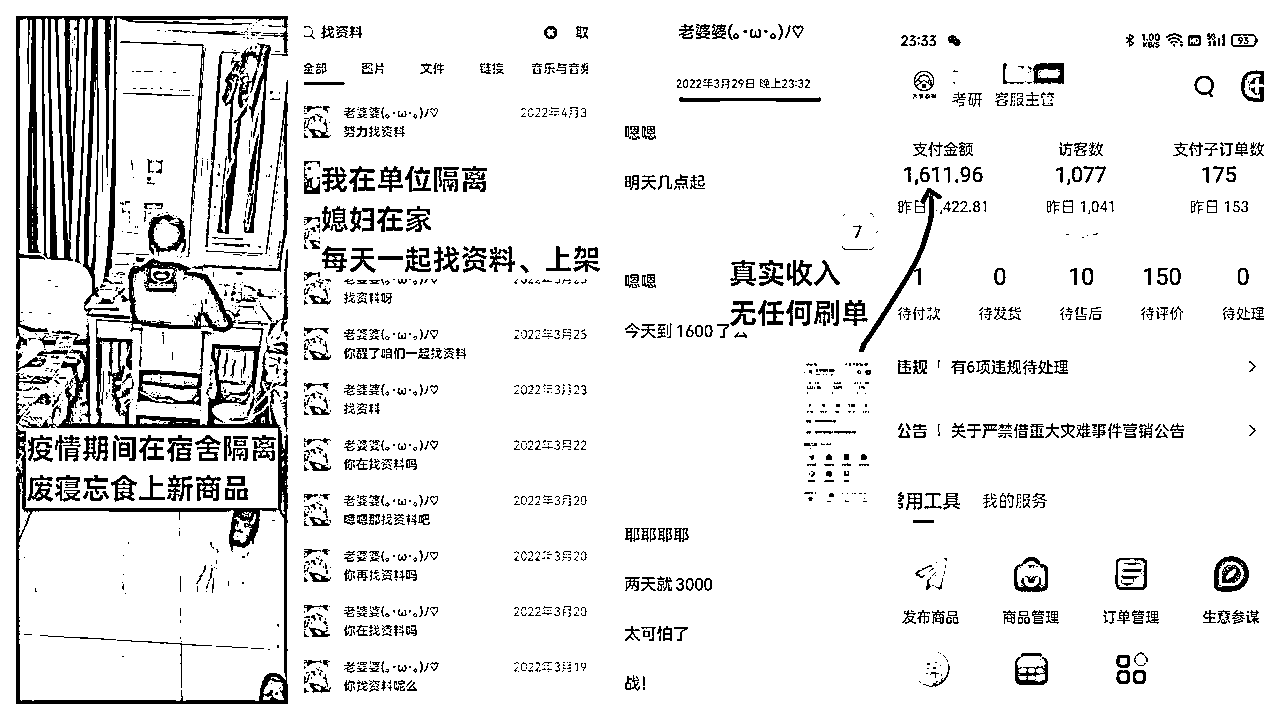 疫情期间在宿舍隔离
废寝忘食上新商品
找资料
取
全部
图片
文件
链接
音乐与音频
老婆婆(｡･ω･｡)/♡
2022年4月3
努力找资料
我在单位隔离
媳妇在家
每天一起找资料、上架
找资料呀
老婆婆(｡･ω･｡)/♡
2022年3月25
你醒了咱们一起找资料
老婆婆(｡･ω･｡)/♡
2022年3月23
找资料
老婆婆(｡･ω･｡)/♡
2022年3月22
你在找资料吗
老婆婆(｡･ω･｡)/♡
2022年3月20
嗯嗯那找资料吧
老婆婆(｡･ω･｡)/♡
2022年3月20
你再找资料吗
老婆婆(｡･ω･｡)/♡
2022年3月20
你在找资料吗
老婆婆(｡･ω･｡)/♡
2022年3月19
你找资料呢么
老婆婆(｡･ω･｡)/♡
2022年3月29日 晚上23:32
嗯嗯
明天几点起
7
嗯嗯
真实收入
无任何刷单
今天到1600了
耶耶耶耶
两天就3000
太可怕了
战！
23:33
1.00 KB/S
93
考研
客服主管
支付金额
访客数
支付子订单数
1,611.96
1,077
175
昨日 ,422.81
昨日 1,041
昨日 153
1
0
10
150
0
待付款
待发货
待售后
待评价
待处理
违规
有6项违规待处理
公告
关于严禁借重大灾难事件营销公告
常用工具
我的服务
发布商品
商品管理
订单管理
生意参谋